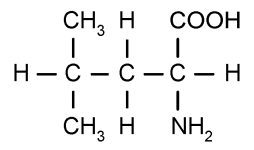 CH₃ H COOH
H – C – C – C – H
CH₃ H NH₂